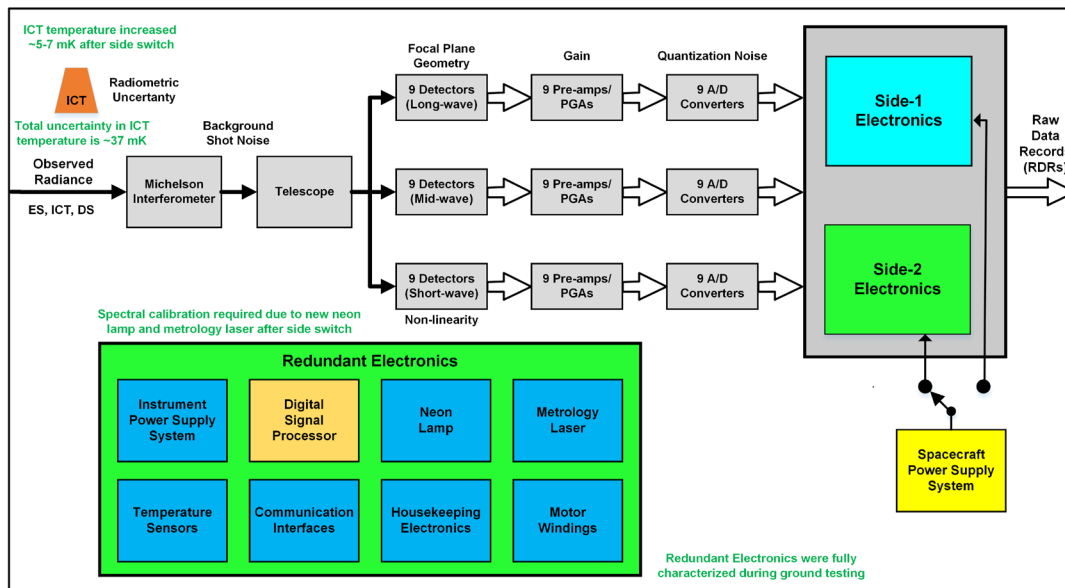 ICT temperature increased
~5-7 mK after side switch
ICT
Radiometric
Uncertanty
Total uncertainty in ICT
temperature is ~37 mK
Observed
Radiance
ES, ICT, DS
Background
Shot Noise
Michelson
Interferometer
Telescope
Focal Plane
Geometry
Gain
Quantization Noise
9 Detectors
(Long-wave)
9 Pre-amps/
PGAs
9 A/D
Converters
9 Detectors
(Mid-wave)
9 Pre-amps/
PGAs
9 A/D
Converters
9 Detectors
(Short-wave)
9 Pre-amps/
PGAs
9 A/D
Converters
Non-linearity
Side-1
Electronics
Side-2
Electronics
Raw
Data
Records
(RDRs)
Spacecraft
Power Supply
System
Spectral calibration required due to new neon
lamp and metrology laser after side switch
Redundant Electronics
Instrument
Power Supply
System
Digital
Signal
Processor
Neon
Lamp
Metrology
Laser
Temperature
Sensors
Communication
Interfaces
Housekeeping
Electronics
Motor
Windings
Redundant Electronics were fully
characterized during ground testing